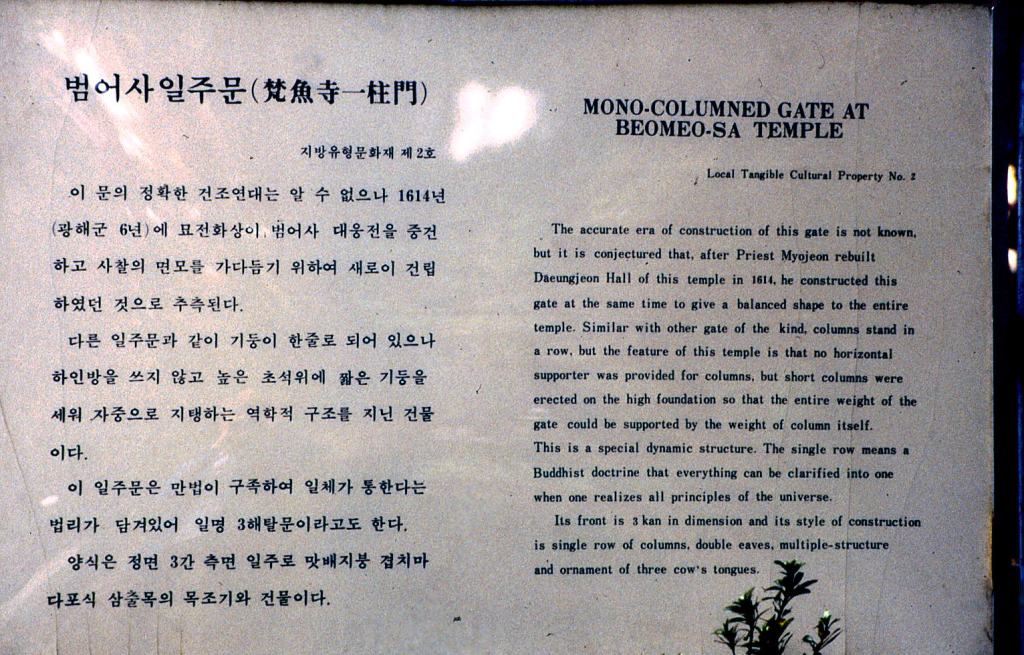 범어사일주문(梵魚寺一柱門)
지방유형문화재 제2호
이 문의 정확한 건조연대는 알 수 없으나 1614년
(광해군 6년)에 묘전화상이 범어사 대웅전을 중건
하고 사찰의 면모를 가다듬기 위하여 새로이 건립
하였던 것으로 추측된다.
다른 일주문과 같이 기둥이 한줄로 되어 있으나
하인방을 쓰지 않고 높은 초석위에 짧은 기둥을
세워 자중으로 지탱하는 역학적 구조를 지닌 건물
이다.
이 일주문은 만법이 구족하여 일체가 통한다는
법리가 담겨있어 일명 3해탈문이라고도 한다.
양식은 정면 3간 측면 일주로 맞배지붕 겹치마
다포식 삼출목의 목조기와 건물이다.
MONO-COLUMNED GATE AT
BEOMEO-SA TEMPLE
Local Tangible Cultural Property No. 2
The accurate era of construction of this gate is not known,
but it is conjectured that, after Priest Myojeon rebuilt
Daeungjeon Hall of this temple in 1614, he constructed this
gate at the same time to give a balanced shape to the entire
temple. Similar with other gate of the kind, columns stand in
a row, but the feature of this temple is that no horizontal
supporter was provided for columns, but short columns were
erected on the high foundation so that the entire weight of the
gate could be supported by the weight of column itself.
This is a special dynamic structure. The single row means a
Buddhist doctrine that everything can be clarified into one
when one realizes all principles of the universe.
Its front is 3 kan in dimension and its style of construction
is single row of columns, double eaves, multiple-structure
and ornament of three cow's tongues.